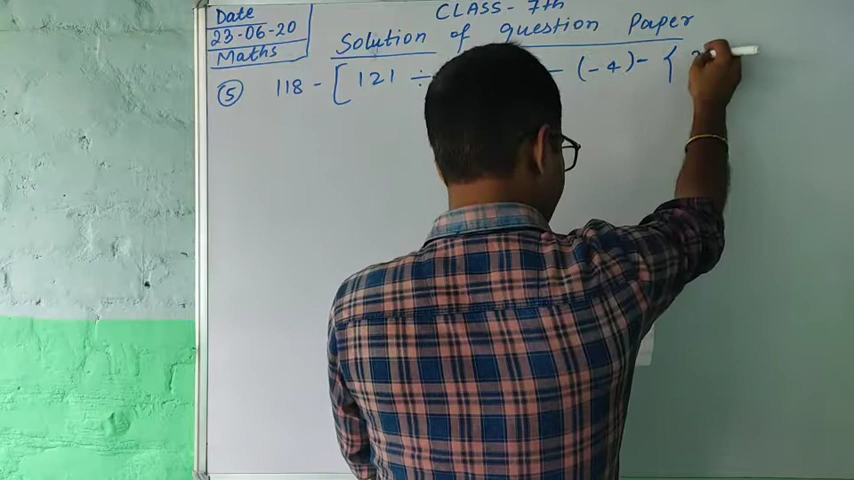 CLASS- 7th
Date
23-06-20
Maths
Solution of question Paper
⑤ 118 - [ 121 ÷ - (-4) - {